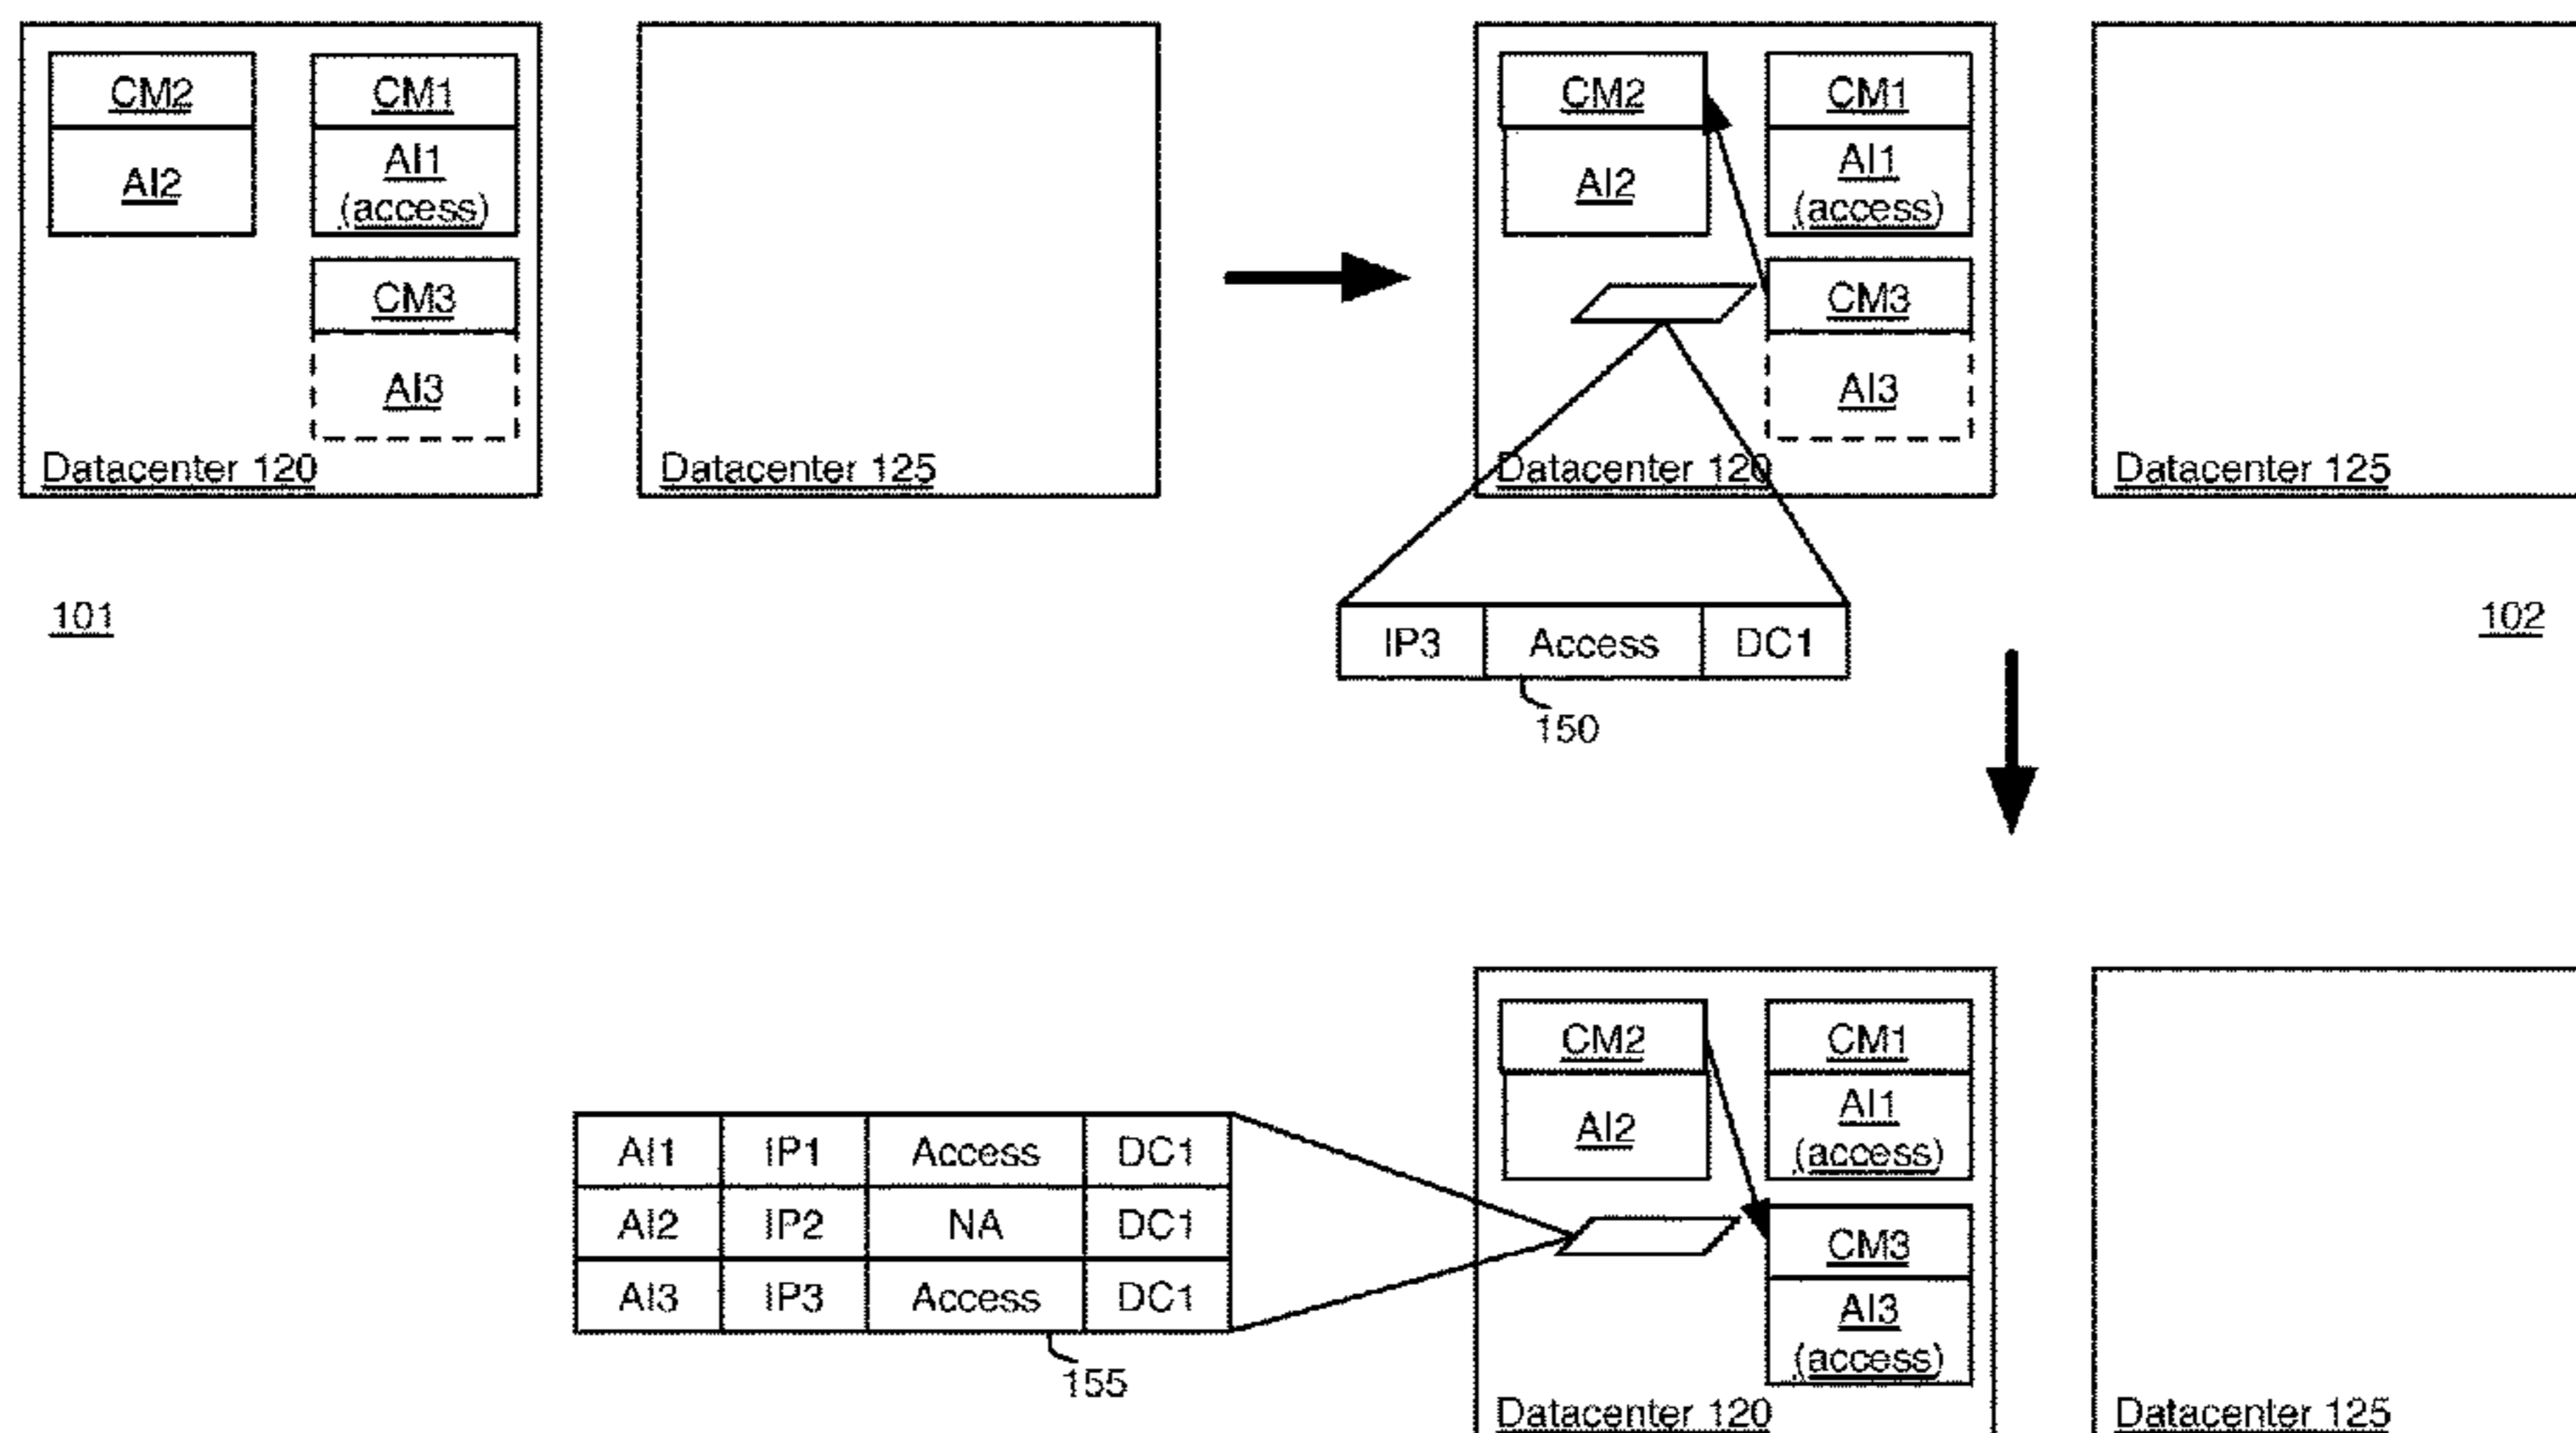 CM2 CM1
AI2 AI1
(access)
CM3
AI3
Datacenter 120
Datacenter 125
101
CM2 CM1
AI2 AI1
(access)
CM3
AI3
Datacenter 120
Datacenter 125
IP3 Access DC1
150
102
AI1 IP1 Access DC1
AI2 IP2 NA DC1
AI3 IP3 Access DC1
155
CM2 CM1
AI2 AI1
(access)
CM3
AI3
(access)
Datacenter 120
Datacenter 125